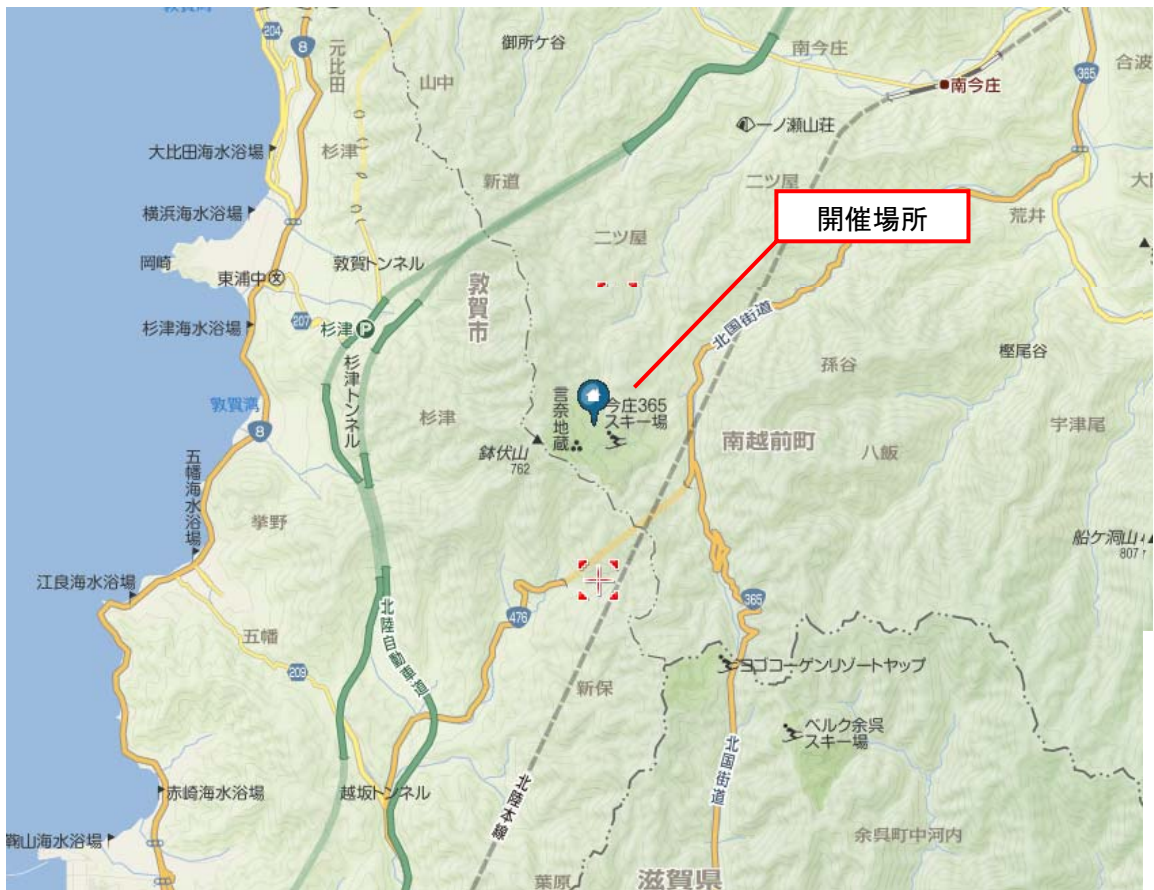 204
8
元比田
御所ケ谷
南今庄
365
合波
山中
南今庄
一ノ瀬山荘
大比田海水浴場
杉津
新道
二ツ屋
横浜海水浴場
開催場所
荒井
岡崎
敦賀トンネル
二ツ屋
東浦中
敦賀市
杉津海水浴場
207
杉津
P
北国街道
孫谷
樫尾谷
杉津トンネル
敦賀湾
8
杉津
言奈地蔵
今庄365
スキー場
鉢伏山
762
南越前町
八飯
宇津尾
五幡海水浴場
挙野
船ケ洞山
807
江良海水浴場
476
365
北陸自動車道
五幡
209
新保
ヨゴコーゲンリゾートヤップ
ベルク余呉
スキー場
北国街道
赤崎海水浴場
越坂トンネル
北陸本線
鞠山海水浴場
余呉町中河内
葉原
滋賀県